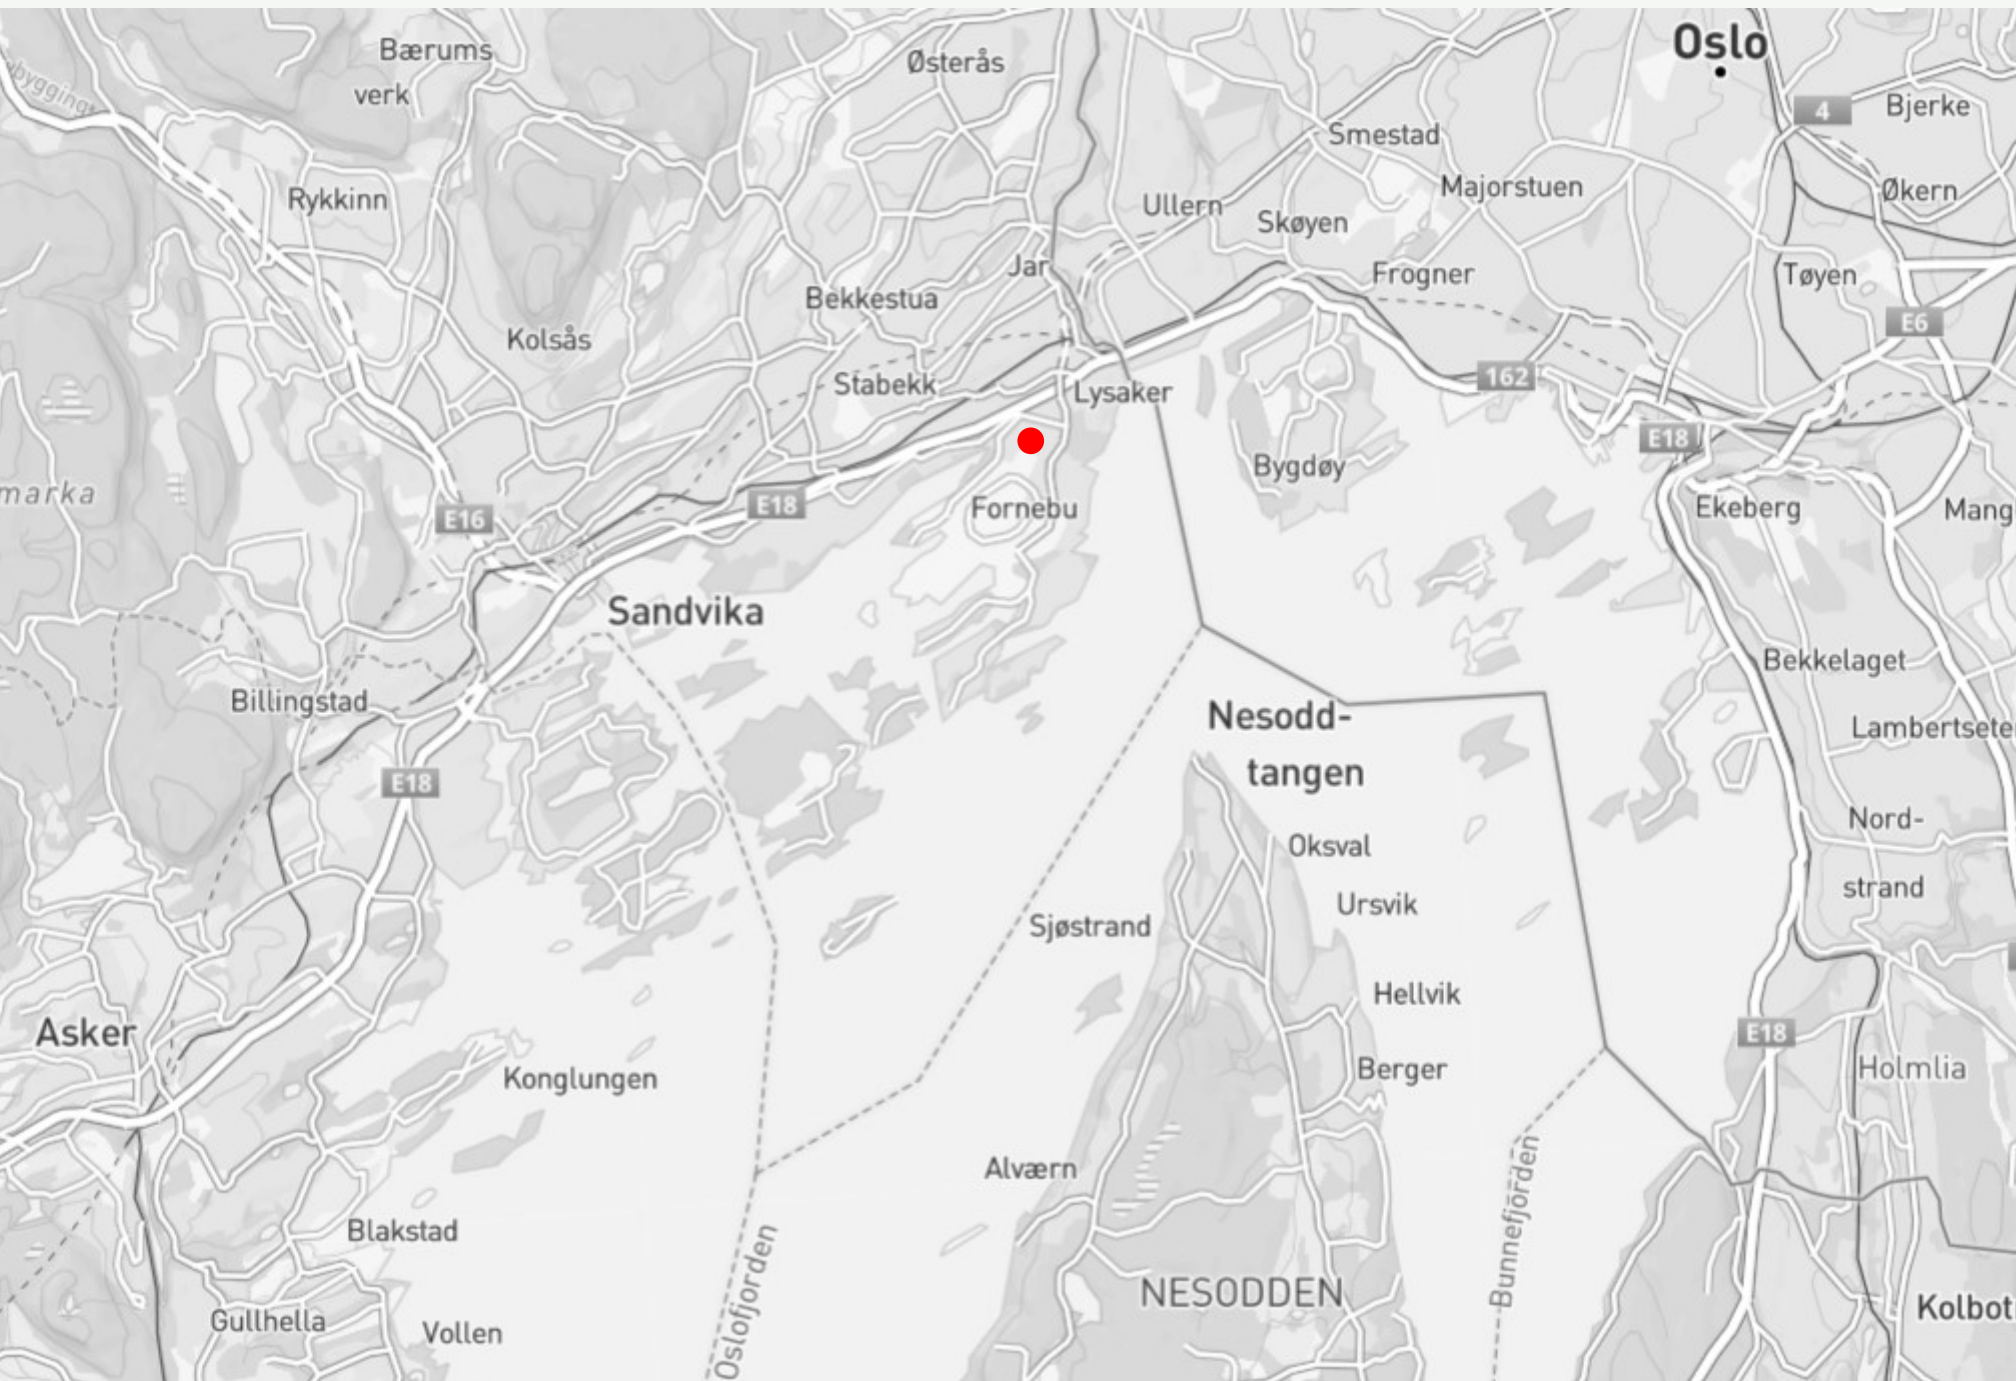 Oslo
Bærums
verk
Østerås
4
Bjerke
Smestad
Majorstuen
Økern
Rykkinn
Ullern
Skøyen
Jar
Frogner
Tøyen
Bekkestua
E6
Kolsås
Stabekk
Lysaker
162
E18
Bygdøy
marka
E16
E18
Fornebu
Ekeberg
Mang
Sandvika
Bekkelaget
Billingstad
Nesodd-
tangen
Lambertsete
E18
Nord-
strand
Oksval
Ursvik
Sjøstrand
Hellvik
Asker
E18
Konglungen
Berger
Holmlia
Alværn
Blakstad
Bunnefjorden
Oslofjorden
NESODDEN
Gullhella
Vollen
Kolbot